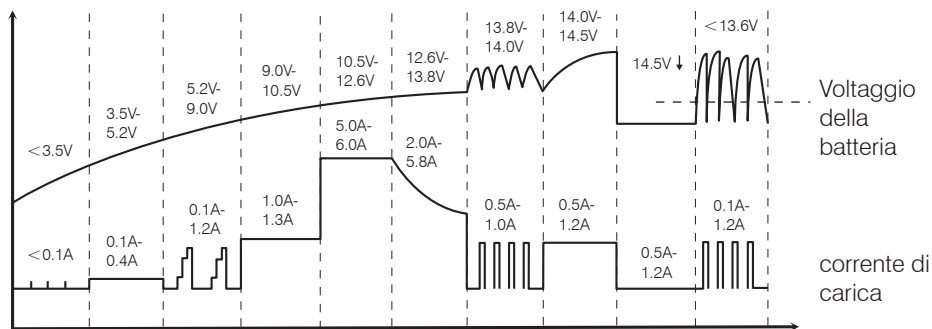 <3.5V
3.5V-
5.2V
5.2V-
9.0V
9.0V-
10.5V
10.5V-
12.6V
12.6V-
13.8V
13.8V-
14.0V
14.0V-
14.5V
14.5V ↓
<13.6V
Voltaggio
della
batteria
<0.1A
0.1A-
0.4A
0.1A-
1.2A
1.0A-
1.3A
5.0A-
6.0A
2.0A-
5.8A
0.5A-
1.0A
0.5A-
1.2A
0.5A-
1.2A
0.1A-
1.2A
corrente di
carica